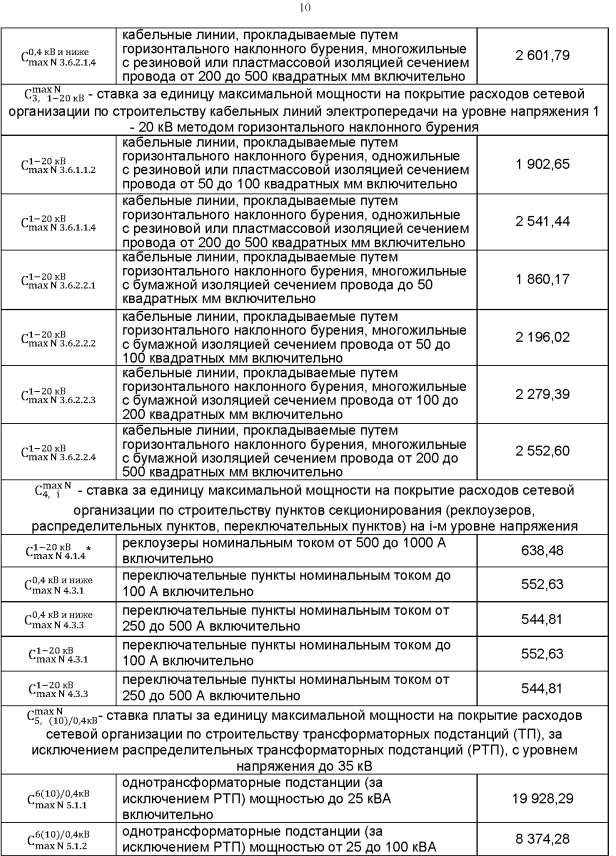 10
кабельные линии, прокладываемые путем
горизонтального наклонного бурения, многожильные
с резиновой или пластмассовой изоляцией сечением
провода от 200 до 500 квадратных мм включительно
C 0,4 кВ и ниже max N 3.6.2.1.4
2 601,79
C max N 3, 1−20 кВ - ставка за единицу максимальной мощности на покрытие расходов сетевой
организации по строительству кабельных линий электропередачи на уровне напряжения 1
- 20 кВ методом горизонтального наклонного бурения
кабельные линии, прокладываемые путем
горизонтального наклонного бурения, одножильные
с резиновой или пластмассовой изоляцией сечением
провода от 50 до 100 квадратных мм включительно
C 1−20 кВ max N 3.6.1.1.2
1 902,65
кабельные линии, прокладываемые путем
горизонтального наклонного бурения, одножильные
с резиновой или пластмассовой изоляцией сечением
провода от 200 до 500 квадратных мм включительно
C 1−20 кВ max N 3.6.1.1.4
2 541,44
кабельные линии, прокладываемые путем
горизонтального наклонного бурения, многожильные
с бумажной изоляцией сечением провода до 50
квадратных мм включительно
C 1−20 кВ max N 3.6.2.2.1
1 860,17
кабельные линии, прокладываемые путем
горизонтального наклонного бурения, многожильные
с бумажной изоляцией сечением провода от 50 до
100 квадратных мм включительно
C 1−20 кВ max N 3.6.2.2.2
2 196,02
кабельные линии, прокладываемые путем
горизонтального наклонного бурения, многожильные
с бумажной изоляцией сечением провода от 100 до
200 квадратных мм включительно
C 1−20 кВ max N 3.6.2.2.3
2 279,39
кабельные линии, прокладываемые путем
горизонтального наклонного бурения, многожильные
с бумажной изоляцией сечением провода от 200 до
500 квадратных мм включительно
C 1−20 кВ max N 3.6.2.2.4
2 552,60
C max N 4, i - ставка за единицу максимальной мощности на покрытие расходов сетевой
организации по строительству пунктов секционирования (реклоузеров,
распределительных пунктов, переключательных пунктов) на i-м уровне напряжения
C 1−20 кВ max N 4.1.4 *
реклоузеры номинальным током от 500 до 1000 А
включительно
638,48
C 0,4 кВ и ниже max N 4.3.1
переключательные пункты номинальным током до
100 А включительно
552,63
C 0,4 кВ и ниже max N 4.3.3
переключательные пункты номинальным током от
250 до 500 А включительно
544,81
C 1−20 кВ max N 4.3.1
переключательные пункты номинальным током до
100 А включительно
552,63
C 1−20 кВ max N 4.3.3
переключательные пункты номинальным током от
250 до 500 А включительно
544,81
C max N 5, (10)/0,4кВ - ставка платы за единицу максимальной мощности на покрытие расходов
сетевой организации по строительству трансформаторных подстанций (ТП), за
исключением распределительных трансформаторных подстанций (РТП), с уровнем
напряжения до 35 кВ
C 6(10)/0,4кВ max N 5.1.1
однотрансформаторные подстанции (за
исключением РТП) мощностью до 25 кВА
включительно
19 928,29
C 6(10)/0,4кВ max N 5.1.2
однотрансформаторные подстанции (за
исключением РТП) мощностью от 25 до 100 кВА
8 374,28